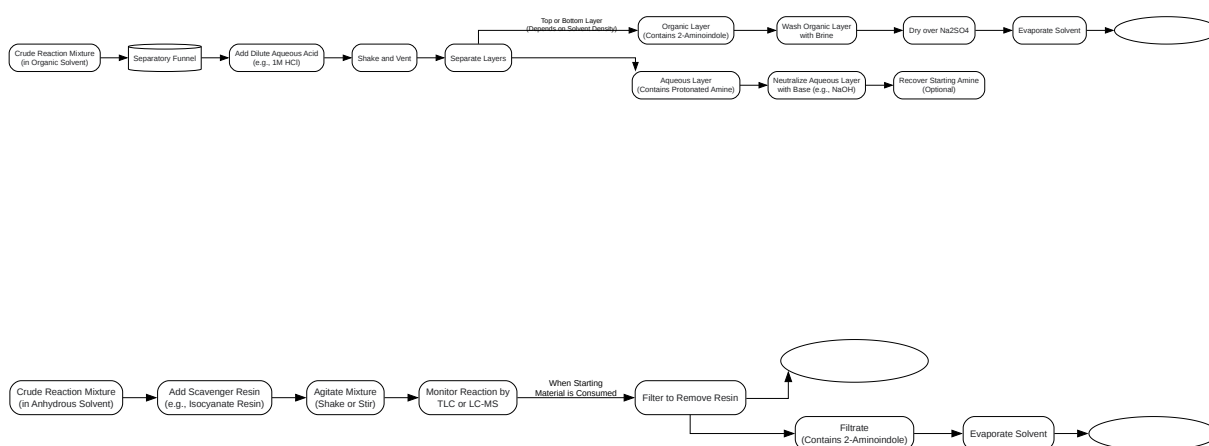 Crude Reaction Mixture
(in Organic Solvent)
Separatory Funnel
Add Dilute Aqueous Acid
(e.g., 1M HCl)
Shake and Vent
Separate Layers
Top or Bottom Layer
(Depends on Solvent Density)
Organic Layer
(Contains 2-Aminoindole)
Wash Organic Layer
with Brine
Dry over Na2SO4
Evaporate Solvent
Aqueous Layer
(Contains Protonated Amine)
Neutralize Aqueous Layer
with Base (e.g., NaOH)
Recover Starting Amine
(Optional)
Crude Reaction Mixture
(in Anhydrous Solvent)
Add Scavenger Resin
(e.g., Isocyanate Resin)
Agitate Mixture
(Shake or Stir)
Monitor Reaction by
TLC or LC-MS
When Starting
Material is Consumed
Filter to Remove Resin
Filtrate
(Contains 2-Aminoindole)
Evaporate Solvent